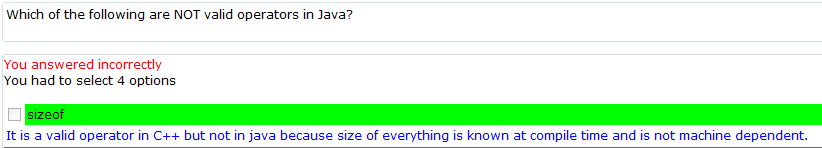 Which of the following are NOT valid operators in Java?
You answered incorrectly
You had to select 4 options
sizeof
It is a valid operator in C++ but not in java because size of everything is known at compile time and is not machine dependent.